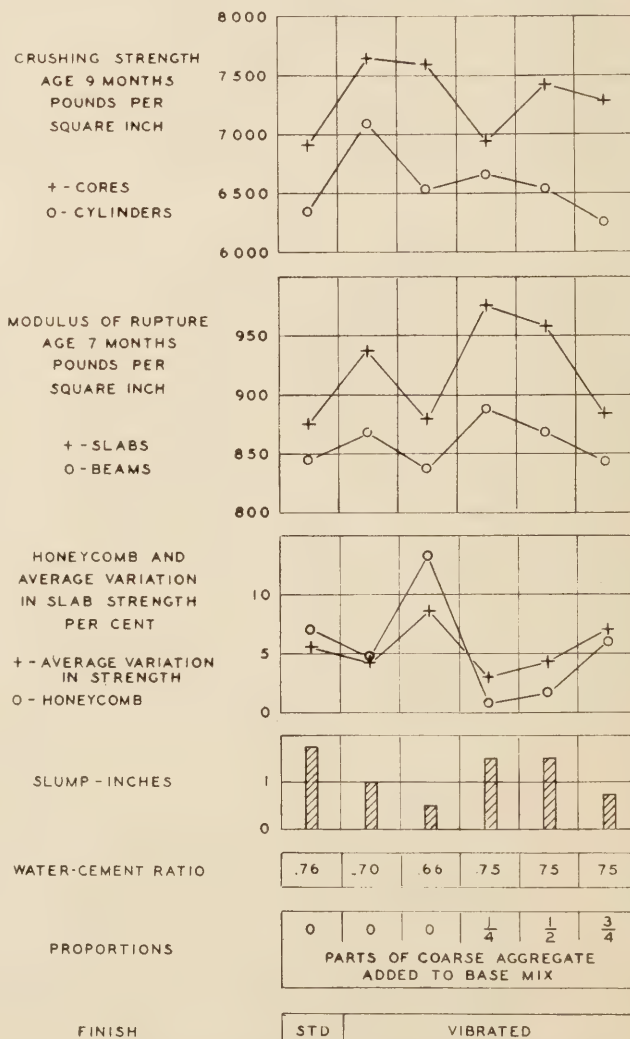 CRUSHING STRENGTH
AGE 9 MONTHS
POUNDS PER
SQUARE INCH
+ - CORES
O - CYLINDERS
8000
7500
7000
6500
6000
MODULUS OF RUPTURE
AGE 7 MONTHS
POUNDS PER
SQUARE INCH
+ - SLABS
O - BEAMS
950
900
850
800
HONEYCOMB AND
AVERAGE VARIATION
IN SLAB STRENGTH
PER CENT
+ - AVERAGE VARIATION
IN STRENGTH
O - HONEYCOMB
10
5
0
SLUMP - INCHES
1
0
WATER-CEMENT RATIO .76 .70 .66 .75 75 75
PROPORTIONS 0 0 0 1/4 1/2 3/4
PARTS OF COARSE AGGREGATE
ADDED TO BASE MIX
FINISH STD VIBRATED